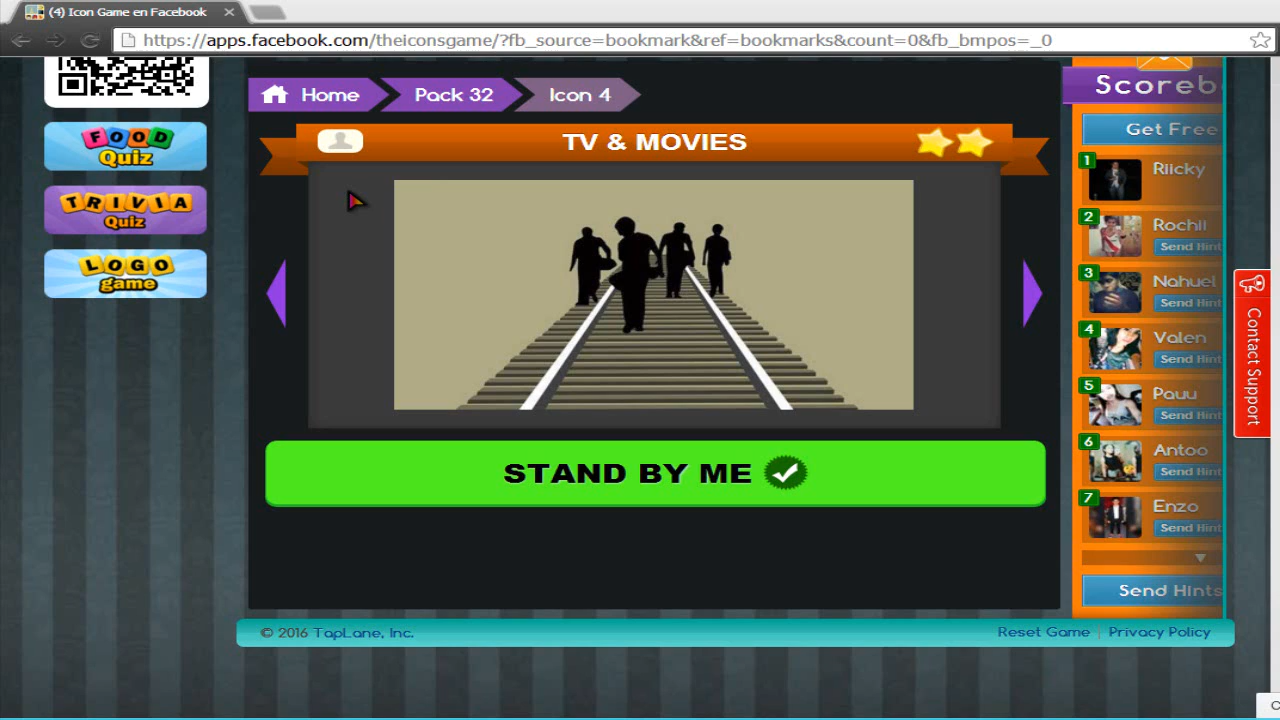 (4) Icon Game en Facebook
https://apps.facebook.com/theiconsgame/?fb_source=bookmark&ref=bookmarks&count=0&fb_bmpos=_0
Home
Pack 32
Icon 4
TV & MOVIES
STAND BY ME
FOOD
Quiz
TRIVIA
Quiz
LOGO
game
Scoreb
Get Free
1
Riicky
2
Rochii
Send Hint
3
Nahuel
Send Hint
4
Valen
Send Hint
5
Pauu
Send Hint
6
Antoo
Send Hint
7
Enzo
Send Hint
Send Hints
Contact Support
© 2016 TapLane, Inc.
Reset Game | Privacy Policy